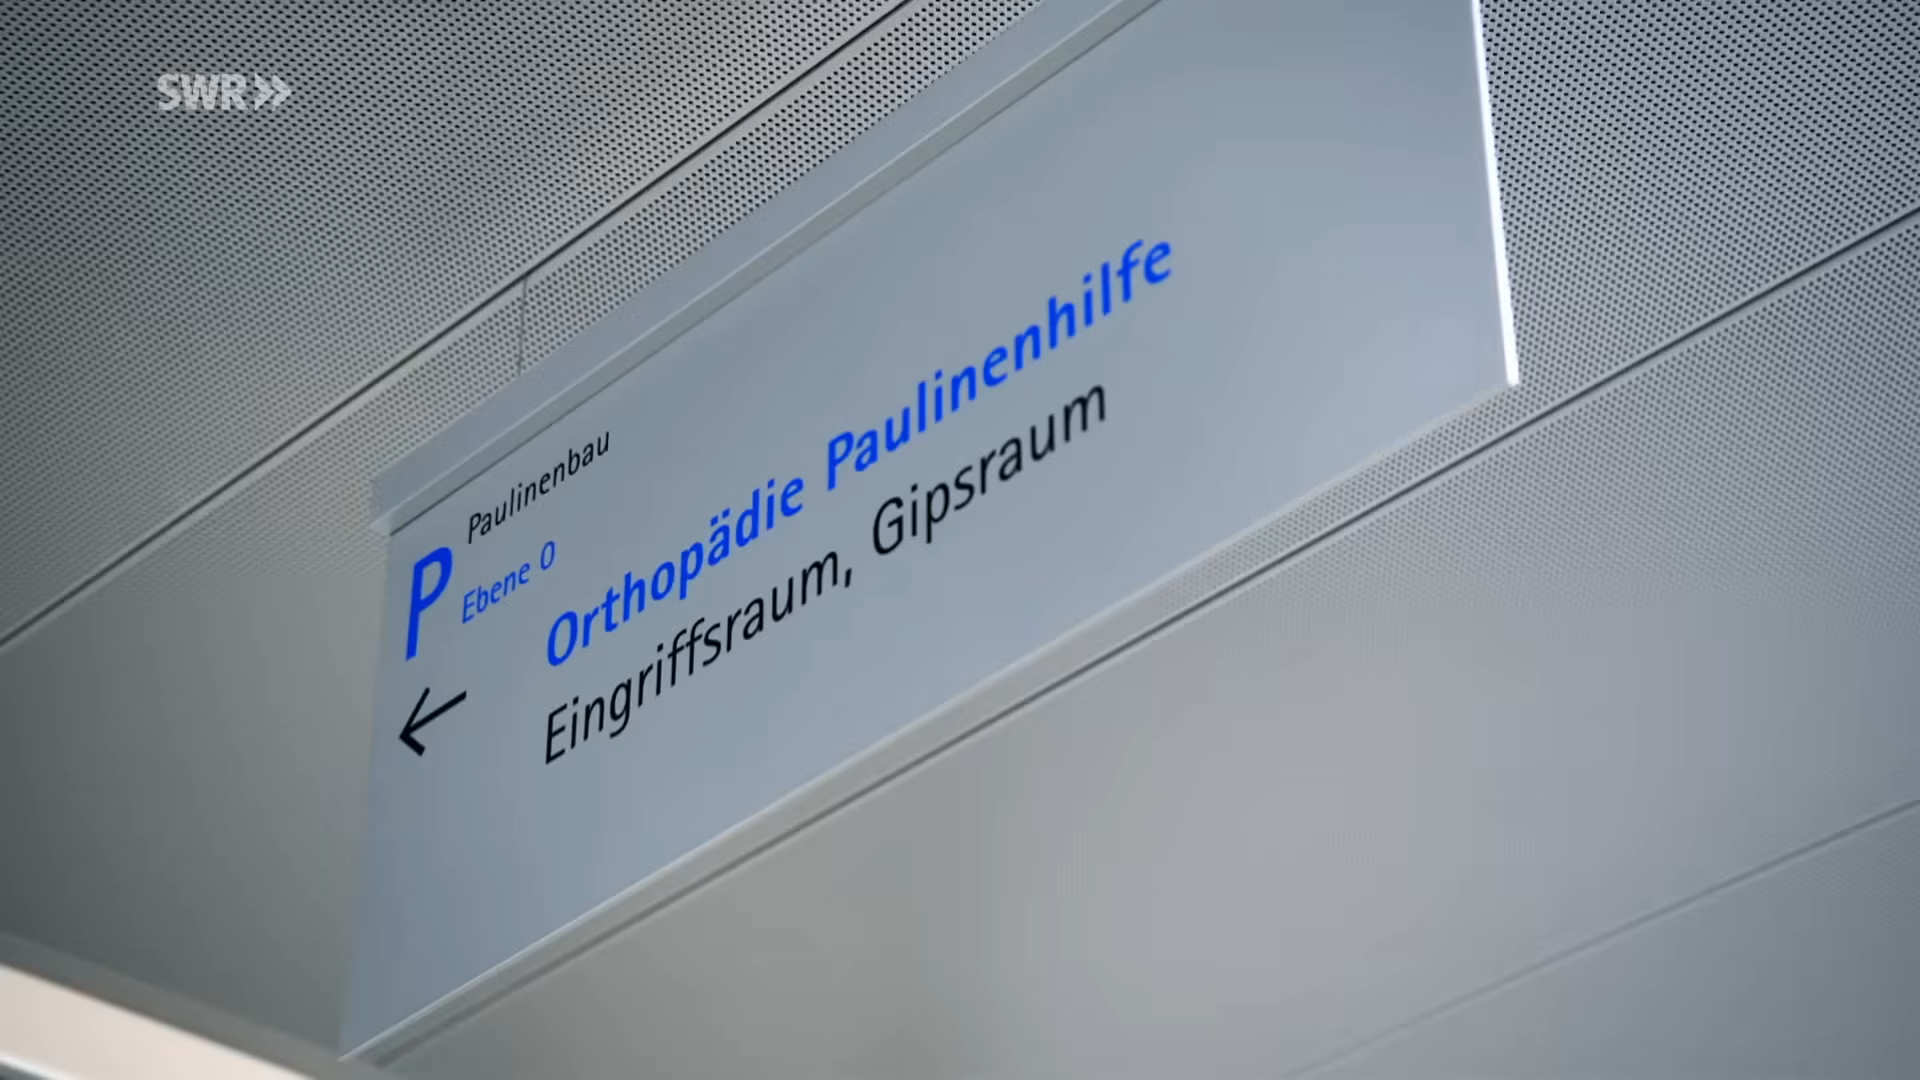 SWR»
Paulinenbau
P Ebene 0
Orthopädie Paulinenhilfe
← Eingriffsraum, Gipsraum